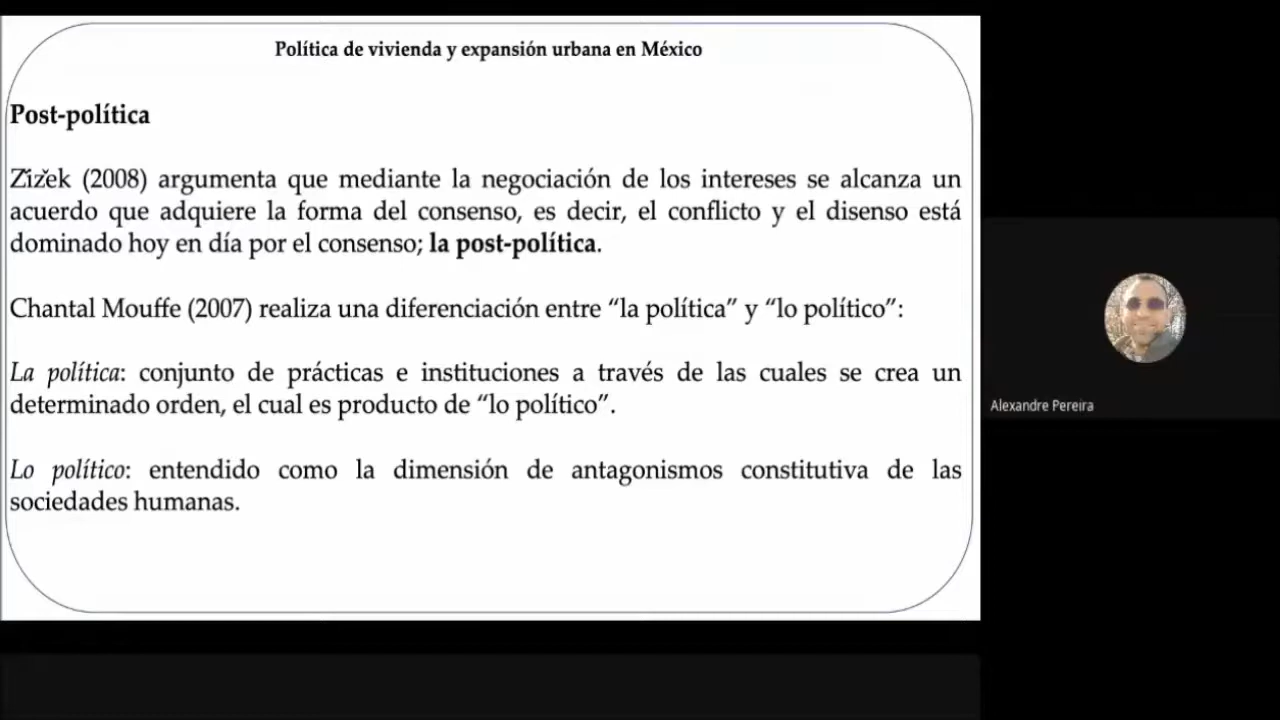 Política de vivienda y expansión urbana en México
Post-política
Žižek (2008) argumenta que mediante la negociación de los intereses se alcanza un
acuerdo que adquiere la forma del consenso, es decir, el conflicto y el disenso está
dominado hoy en día por el consenso; la post-política.
Chantal Mouffe (2007) realiza una diferenciación entre “la política” y “lo político”:
La política: conjunto de prácticas e instituciones a través de las cuales se crea un
determinado orden, el cual es producto de “lo político”.
Lo político: entendido como la dimensión de antagonismos constitutiva de las
sociedades humanas.
Alexandre Pereira